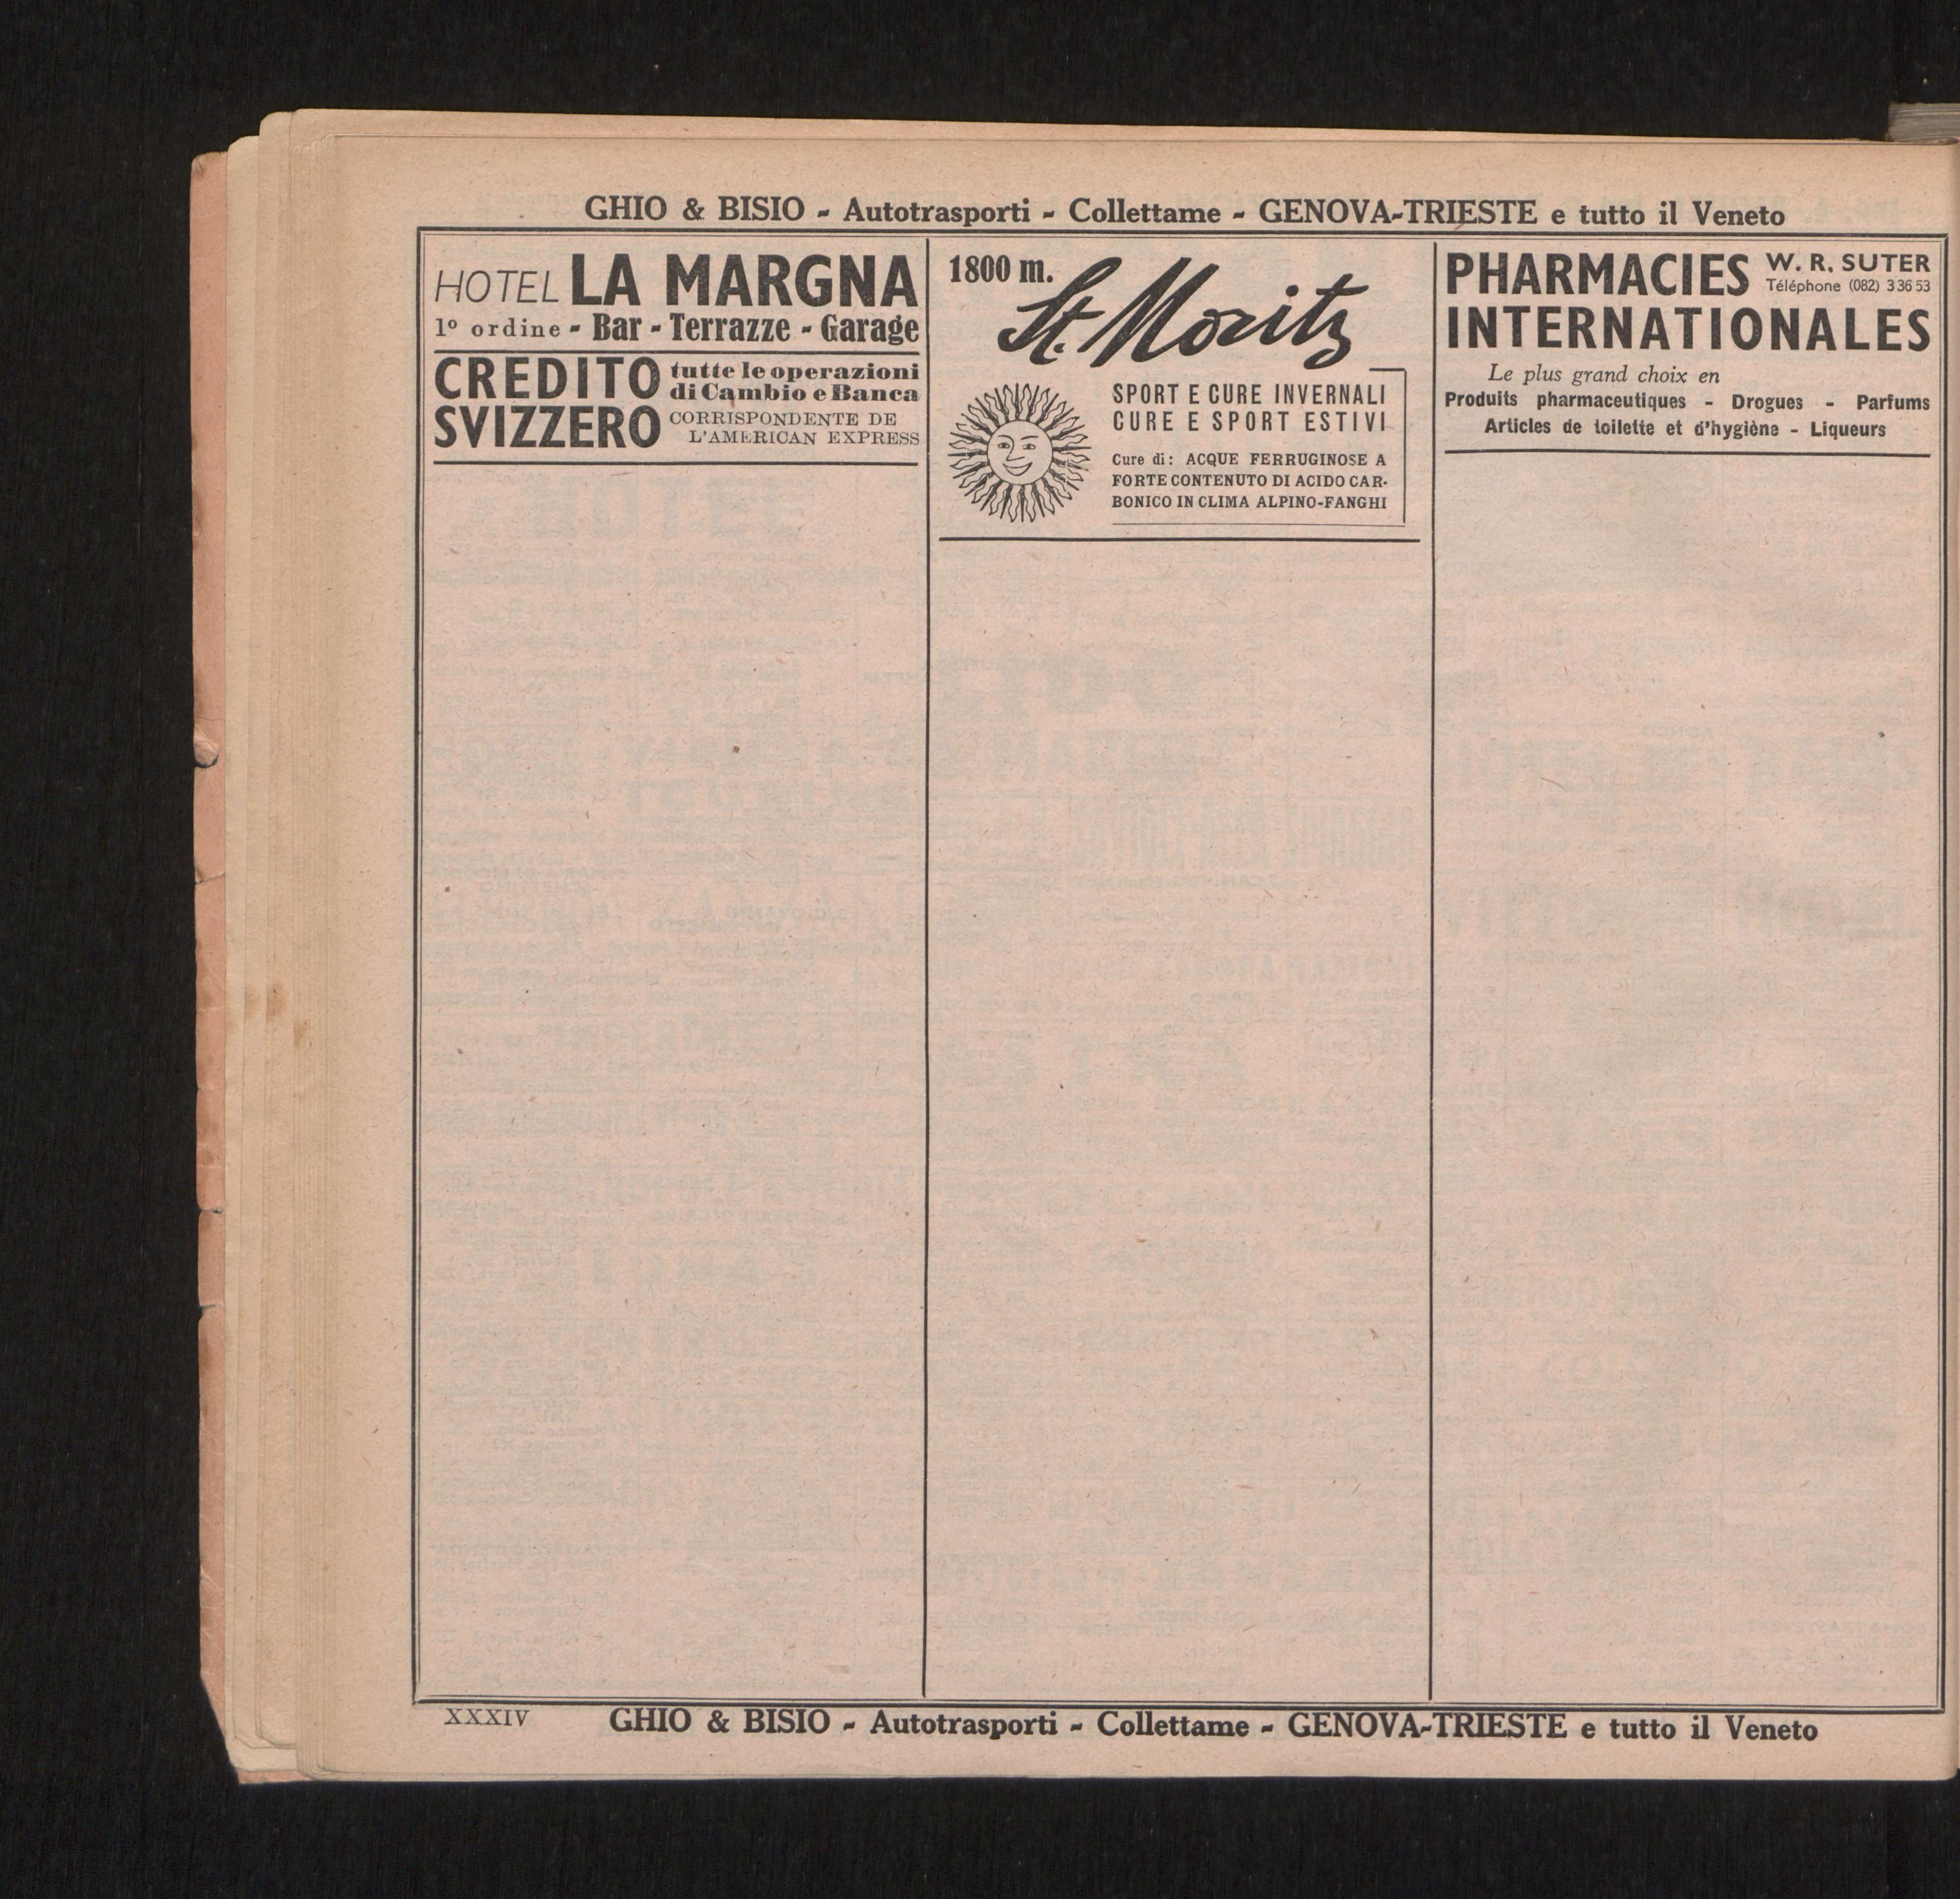 GHIO & BISIO - Autotrasporti - Collettame - GENOVA-TRIESTE e tutto il Veneto
HOTEL LA MARGNA
1º ordine - Bar - Terrazze - Garage
CREDITO SVIZZERO
tutte le operazioni
di Cambio e Banca
CORRISPONDENTE DE
L'AMERICAN EXPRESS
1800 m.
St. Moritz
SPORT E CURE INVERNALI
CURE E SPORT ESTIVI
Cure di: ACQUE FERRUGINOSE A
FORTE CONTENUTO DI ACIDO CAR-
BONICO IN CLIMA ALPINO-FANGHI
PHARMACIES W. R. SUTER
Téléphone (082) 3 36 53
INTERNATIONALES
Le plus grand choix en
Produits pharmaceutiques - Drogues - Parfums
Articles de toilette et d'hygiène - Liqueurs
XXXIV GHIO & BISIO - Autotrasporti - Collettame - GENOVA-TRIESTE e tutto il Veneto